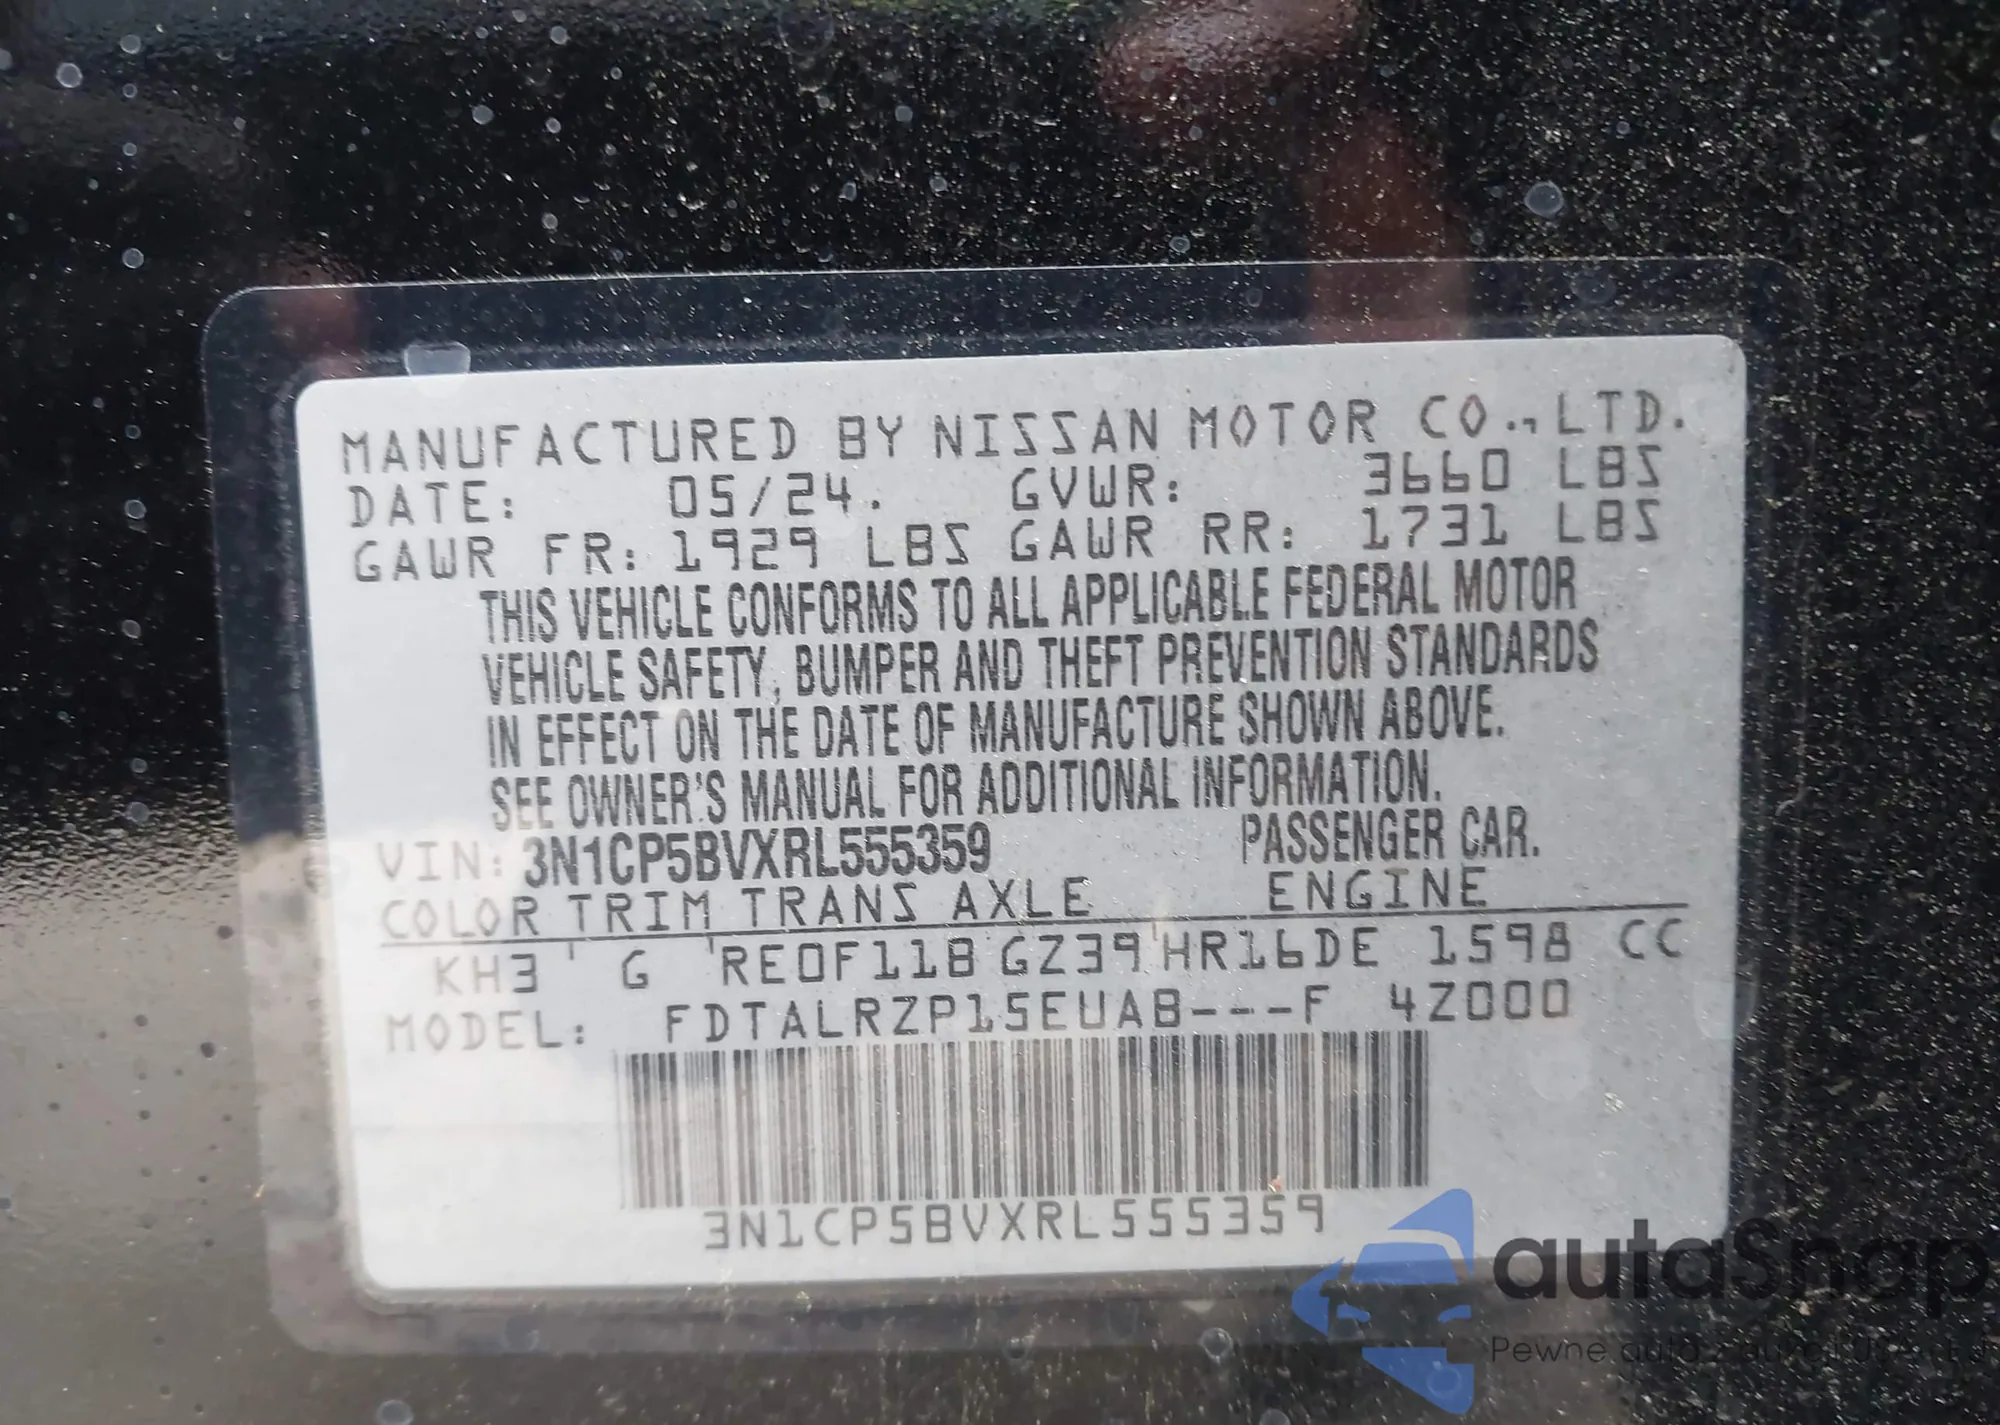 MANUFACTURED BY NISSAN MOTOR CO., LTD.
DATE: 05/24. GVWR: 3660 LBS
GAWR FR: 1929 LBS GAWR RR: 1731 LBS
THIS VEHICLE CONFORMS TO ALL APPLICABLE FEDERAL MOTOR
VEHICLE SAFETY, BUMPER AND THEFT PREVENTION STANDARDS
IN EFFECT ON THE DATE OF MANUFACTURE SHOWN ABOVE.
SEE OWNER'S MANUAL FOR ADDITIONAL INFORMATION.
VIN: 3N1CP5BVXRL555359 PASSENGER CAR.
COLOR TRIM TRANS AXLE ENGINE
KH3 ' G 'RE0F11B GZ39'HR16DE 1598 CC
MODEL: FDTALRZP15EUAB---F 4Z000
3N1CP5BVXRL555359
autaSnap
Pewne auta z